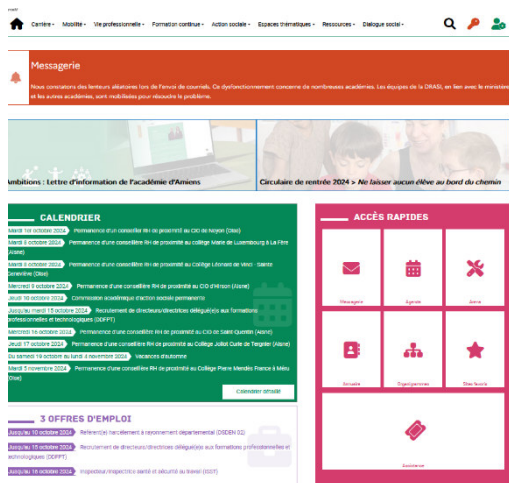 Carrière Mobilité Vie professionnelle Formation continue Action sociale Espaces thématiques Ressources Dialogue social
Messagerie
Nous constatons des lenteurs aléatoires lors de l'envoi de courriels. Ce dysfonctionnement concerne de nombreuses académies. Les équipes de la DRASI, en lien avec le ministère
et les autres académies, sont mobilisées pour résoudre le problème.
Ambitions : Lettre d'information de l'académie d'Amiens
Circulaire de rentrée 2024 > Ne laisser aucun élève au bord du chemin
CALENDRIER
Mardi 1er octobre 2024 Permanence d'un conseiller RH de proximité au CIO de Noyon (Oise)
Mardi 8 octobre 2024 Permanence d'une conseillère RH de proximité au collège Marie de Luxembourg à La Fère
(Aisne)
Mardi 8 octobre 2024 Permanence d'une conseillère RH de proximité au collège Léonard de Vinci - Sainte
Geneviève (Oise)
Mercredi 9 octobre 2024 Permanence d'une conseillère RH de proximité au CIO d'Hirson (Aisne)
Jeudi 10 octobre 2024 Commission académique d'action sociale permanente
Jusqu'au mardi 15 octobre 2024 Recrutement de directeurs/directrices délégué(e)s aux formations
professionnelles et technologiques (DDFPT)
Mercredi 16 octobre 2024 Permanence d'une conseillère RH de proximité au CIO de Saint Quentin (Aisne)
Jeudi 17 octobre 2024 Permanence d'une conseillère RH de proximité au Collège Joliot Curie de Tergnier (Aisne)
Du samedi 19 octobre au lundi 4 novembre 2024 Vacances d'automne
Mardi 5 novembre 2024 Permanence d'une conseillère RH de proximité au Collège Pierre Mendès France à Méru
(Oise)
Calendrier détaillé
3 OFFRES D'EMPLOI
Jusqu'au 10 octobre 2024 Référent(e) harcèlement à rayonnement départemental (DSDEN 02)
Jusqu'au 15 octobre 2024 Recrutement de directeurs/directrices délégué(e)s aux formations professionnelles et
technologiques (DDFPT)
Jusqu'au 18 octobre 2024 Inspecteur/Inspectrice santé et sécurité au travail (ISST)
ACCÈS RAPIDES
Messagerie Agenda Arena
Annuaire Organigrammes Sites favoris
Assistance